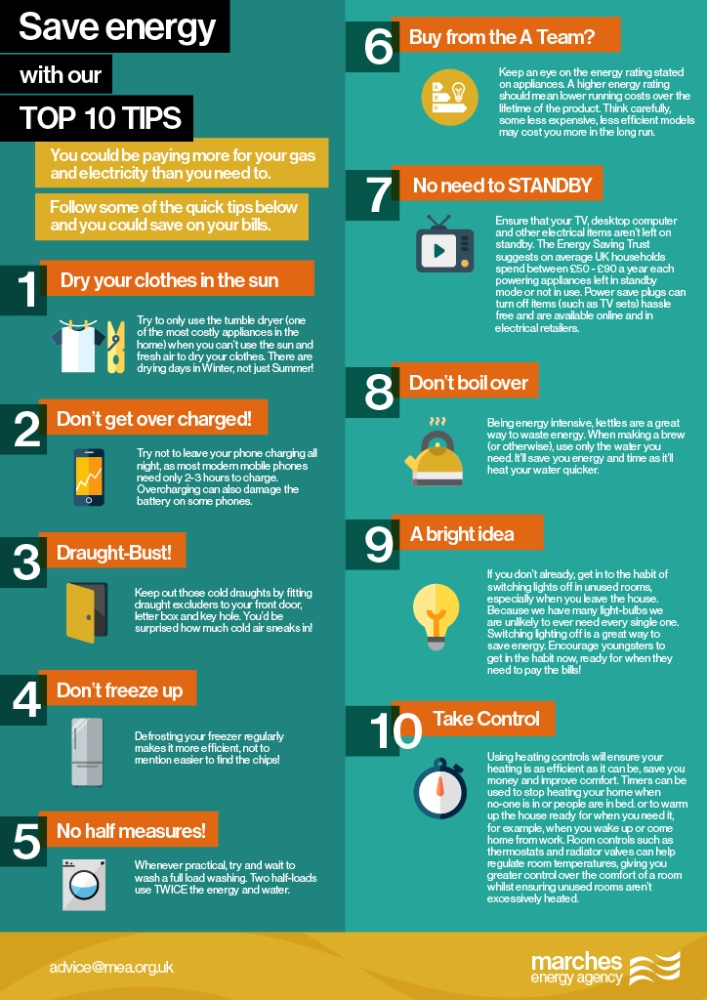 Save energy
with our
TOP 10 TIPS
You could be paying more for your gas
and electricity than you need to.
Follow some of the quick tips below
and you could save on your bills.
1
Dry your clothes in the sun
Try to only use the tumble dryer (one
of the most costly appliances in the
home) when you can't use the sun and
fresh air to dry your clothes. There are
drying days in Winter, not just Summer!
2
Don't get over charged!
Try not to leave your phone charging all
night, as most modern mobile phones
need only 2-3 hours to charge.
Overcharging can also damage the
battery on some phones.
3
Draught-Bust!
Keep out those cold draughts by fitting
draught excluders to your front door,
letter box and key hole. You'd be
surprised how much cold air sneaks in!
4
Don't freeze up
Defrosting your freezer regularly
makes it more efficient, not to
mention easier to find the chips!
5
No half measures!
Whenever practical, try and wait to
wash a full load washing. Two half-loads
use TWICE the energy and water.
6
Buy from the A Team?
A
B
C
Keep an eye on the energy rating stated
on appliances. A higher energy rating
should mean lower running costs over the
lifetime of the product. Think carefully,
some less expensive, less efficient models
may cost you more in the long run.
7
No need to STANDBY
Ensure that your TV, desktop computer
and other electrical items aren't left on
standby. The Energy Saving Trust
suggests on average UK households
spend between £50 - £90 a year each
powering appliances left in standby
mode or not in use. Power save plugs can
turn off items (such as TV sets) hassle
free and are available online and in
electrical retailers.
8
Don't boil over
Being energy intensive, kettles are a great
way to waste energy. When making a brew
(or otherwise), use only the water you
need. It'll save you energy and time as it'll
heat your water quicker.
9
A bright idea
If you don't already, get in to the habit of
switching lights off in unused rooms,
especially when you leave the house.
Because we have many light-bulbs we
are unlikely to ever need every single one.
Switching lighting off is a great way to
save energy. Encourage youngsters to
get in the habit now, ready for when they
need to pay the bills!
10
Take Control
Using heating controls will ensure your
heating is as efficient as it can be, save you
money and improve comfort. Timers can be
used to stop heating your home when
no-one is in or people are in bed. or to warm
up the house ready for when you need it,
for example, when you wake up or come
home from work. Room controls such as
thermostats and radiator valves can help
regulate room temperatures, giving you
greater control over the comfort of a room
whilst ensuring unused rooms aren't
excessively heated.
advice@mea.org.uk
marches
energy agency